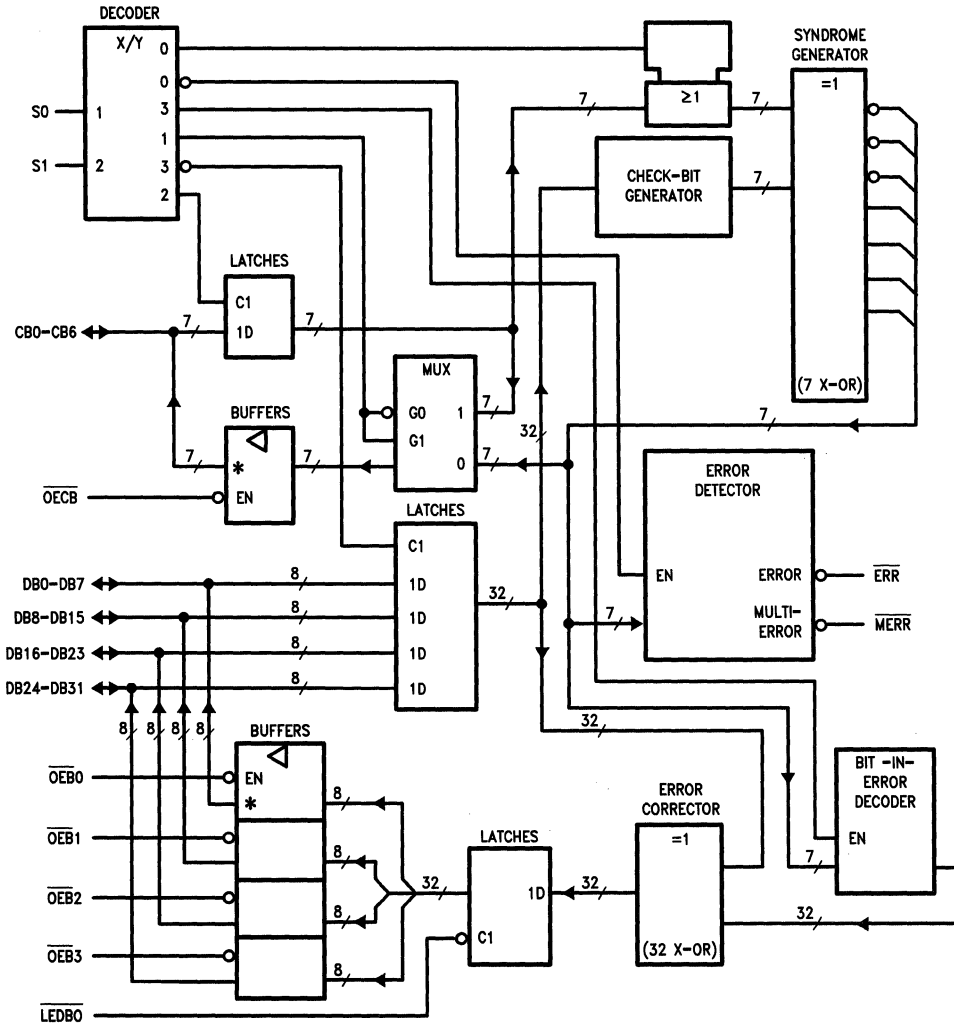 DECODER
X/Y
0
0
3
1
3
2
S0
1
S1
2
7
≥1
7
SYNDROME
GENERATOR
=1
(7 X-OR)
CHECK-BIT
GENERATOR
7
LATCHES
C1
1D
CB0-CB6
7
7
MUX
G0
G1
1
0
7
7
32
7
BUFFERS
*
EN
7
7
OECB
ERROR
DETECTOR
EN
ERROR
MULTI-
ERROR
ERR
MERR
7
LATCHES
C1
1D
1D
1D
1D
DB0-DB7
DB8-DB15
DB16-DB23
DB24-DB31
8
8
8
8
32
8
8
8
8
32
BUFFERS
EN
*
OEB0
OEB1
OEB2
OEB3
LEDBO
8
8
8
8
32
LATCHES
1D
C1
32
ERROR
CORRECTOR
=1
(32 X-OR)
BIT -IN-
ERROR
DECODER
EN
7
32